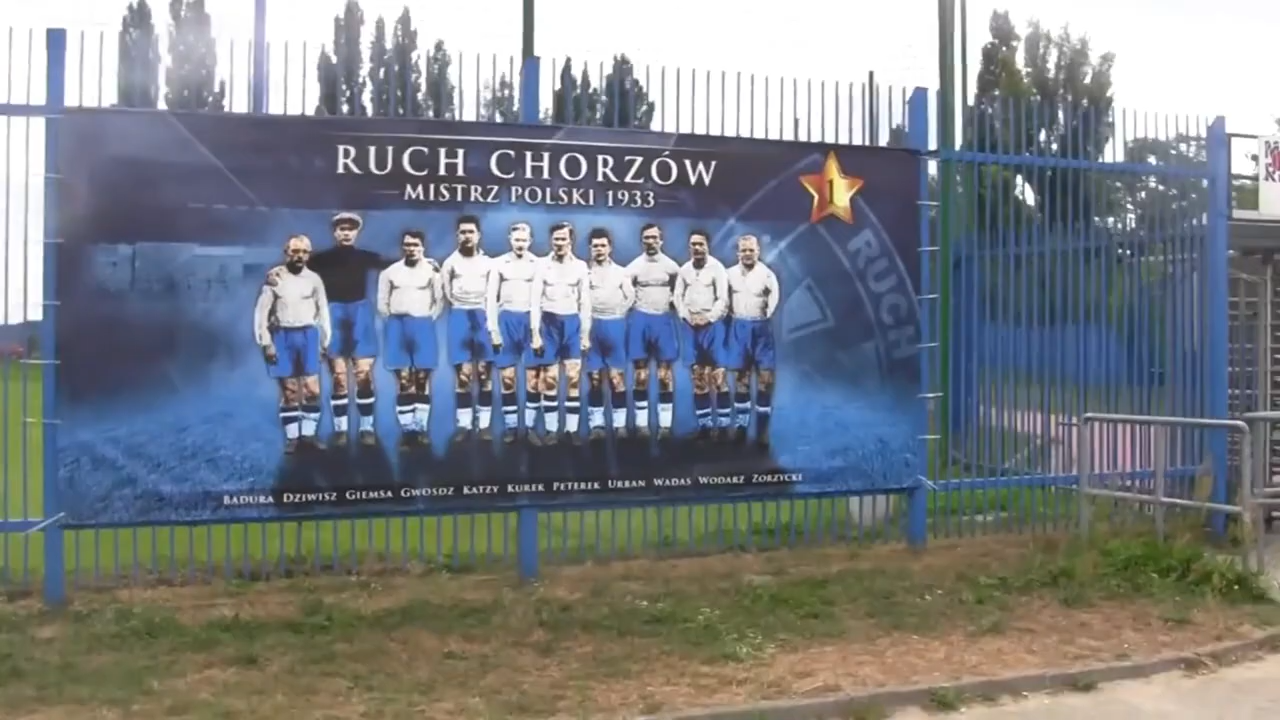 RUCH CHORZÓW
MISTRZ POLSKI 1933
1
RUCH
BADURA DZIWISZ GIEMSA GWOSDZ KATZY KUREK PETEREK URBAN WADAS WODARZ ZORZYCKI